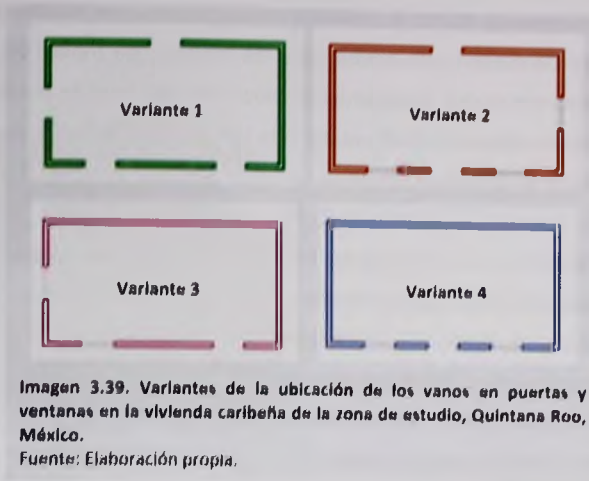 Variante 1
Variante 2
Variante 3
Variante 4
Imagen 3.39. Variantes de la ubicación de los vanos en puertas y
ventanas en la vivienda caribeña de la zona de estudio, Quintana Roo,
México.
Fuente: Elaboración propia.